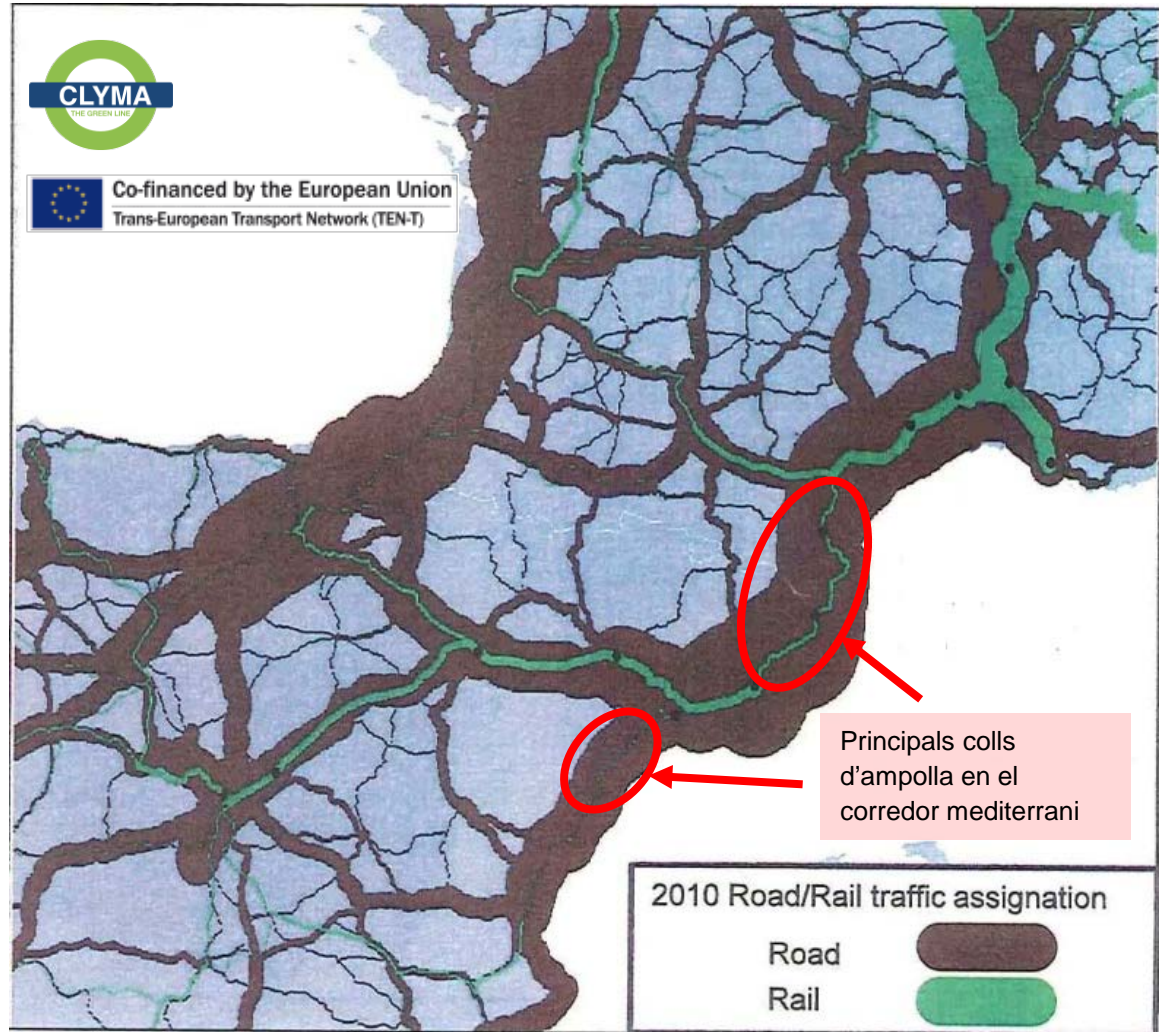 CLYMA
THE GREEN LINE
Co-financed by the European Union
Trans-European Transport Network (TEN-T)
Principals colls
d'ampolla en el
corredor mediterrani
2010 Road/Rail traffic assignation
Road
Rail